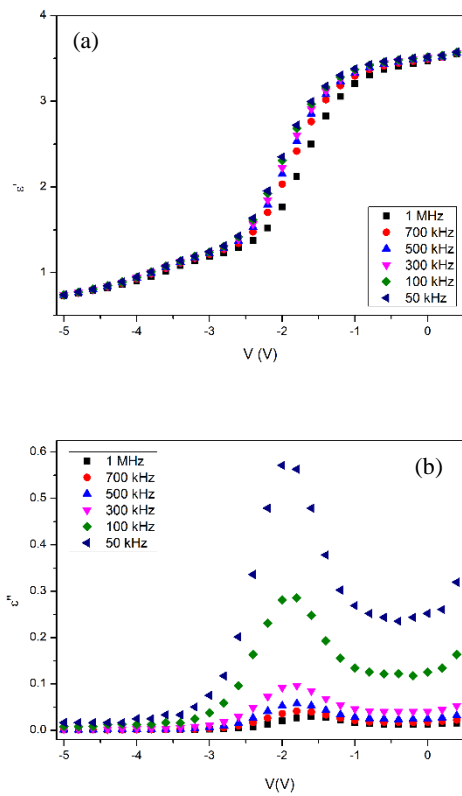 (a)
4
3
2
1
ε'
1 MHz
700 kHz
500 kHz
300 kHz
100 kHz
50 kHz
-5 -4 -3 -2 -1 0
V (V)
(b)
0.6
0.5
0.4
0.3
0.2
0.1
0.0
ε"
1 MHz
700 kHz
500 kHz
300 kHz
100 kHz
50 kHz
-5 -4 -3 -2 -1 0
V(V)